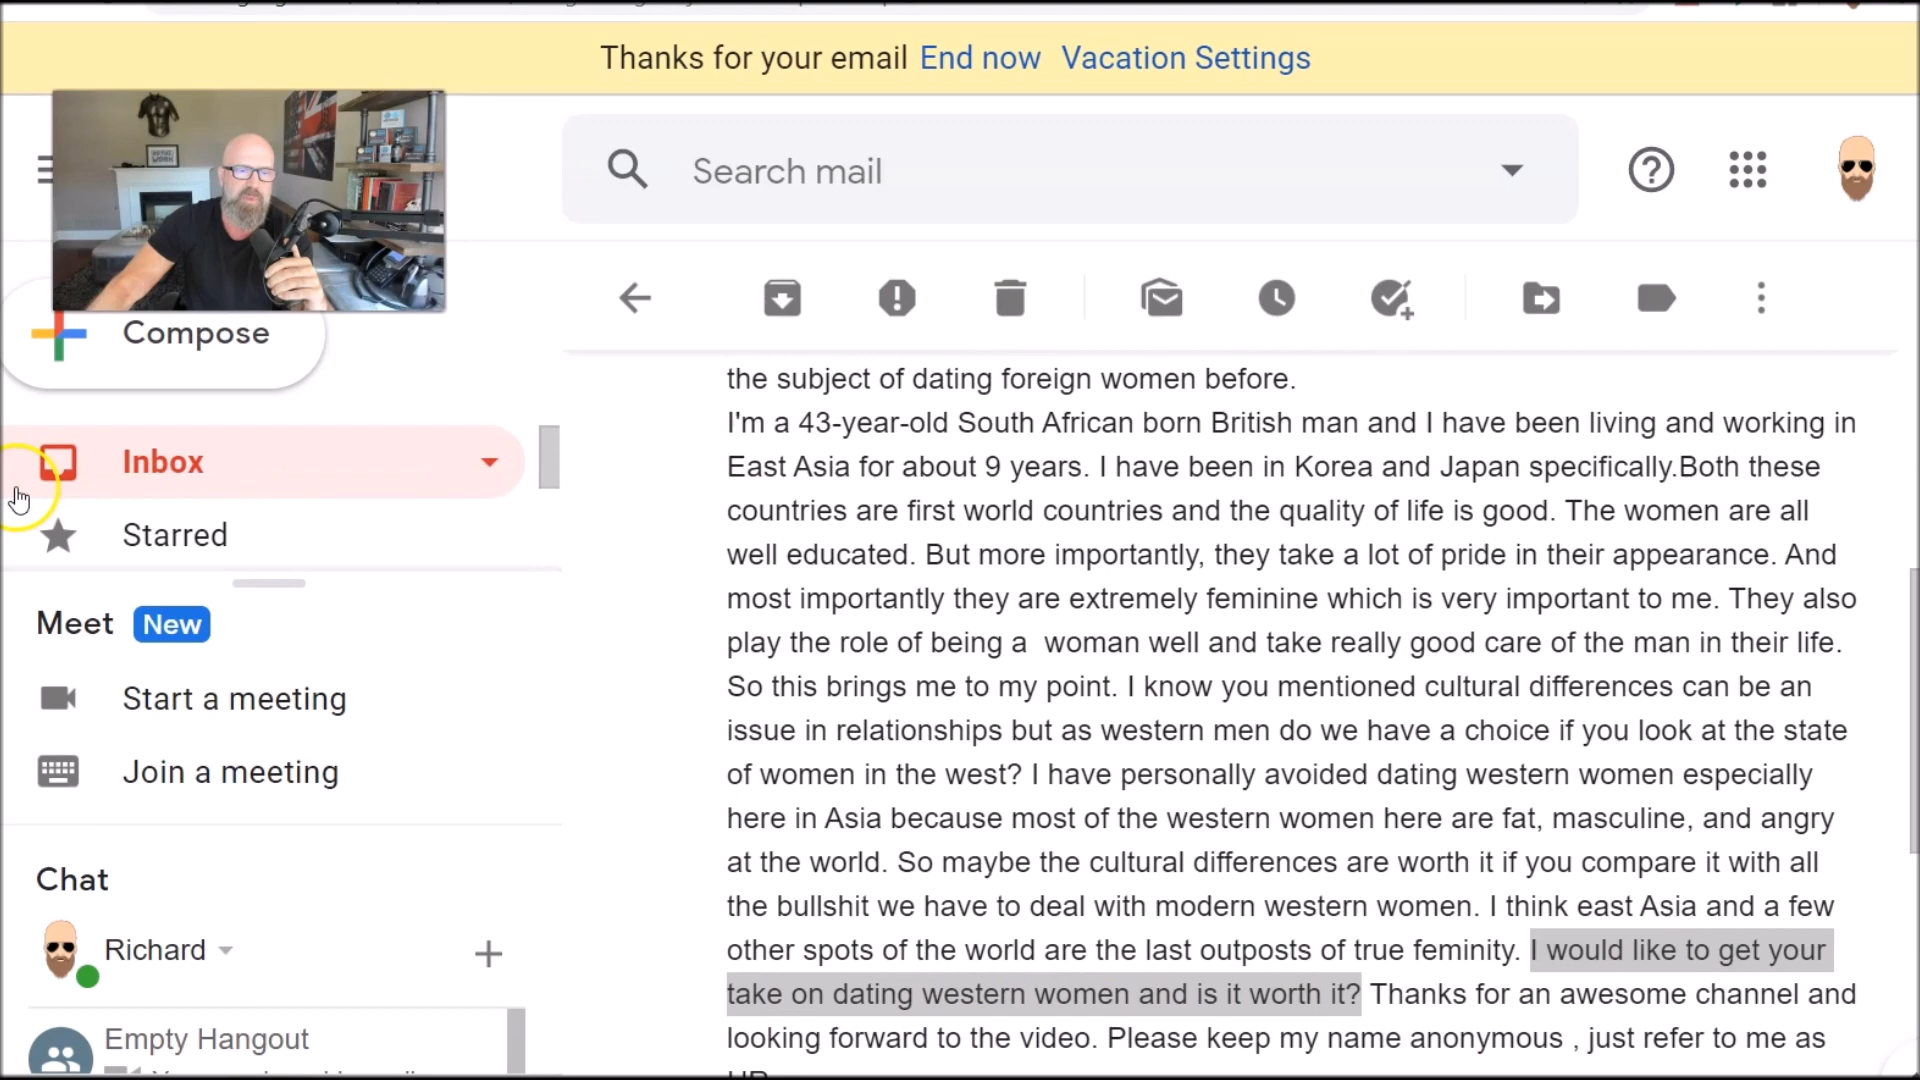 Thanks for your email End now Vacation Settings
Search mail
Compose
Inbox
Starred
Meet New
Start a meeting
Join a meeting
Chat
Richard
Empty Hangout
the subject of dating foreign women before.
I'm a 43-year-old South African born British man and I have been living and working in
East Asia for about 9 years. I have been in Korea and Japan specifically.Both these
countries are first world countries and the quality of life is good. The women are all
well educated. But more importantly, they take a lot of pride in their appearance. And
most importantly they are extremely feminine which is very important to me. They also
play the role of being a  woman well and take really good care of the man in their life.
So this brings me to my point. I know you mentioned cultural differences can be an
issue in relationships but as western men do we have a choice if you look at the state
of women in the west? I have personally avoided dating western women especially
here in Asia because most of the western women here are fat, masculine, and angry
at the world. So maybe the cultural differences are worth it if you compare it with all
the bullshit we have to deal with modern western women. I think east Asia and a few
other spots of the world are the last outposts of true feminity. I would like to get your
take on dating western women and is it worth it? Thanks for an awesome channel and
looking forward to the video. Please keep my name anonymous , just refer to me as